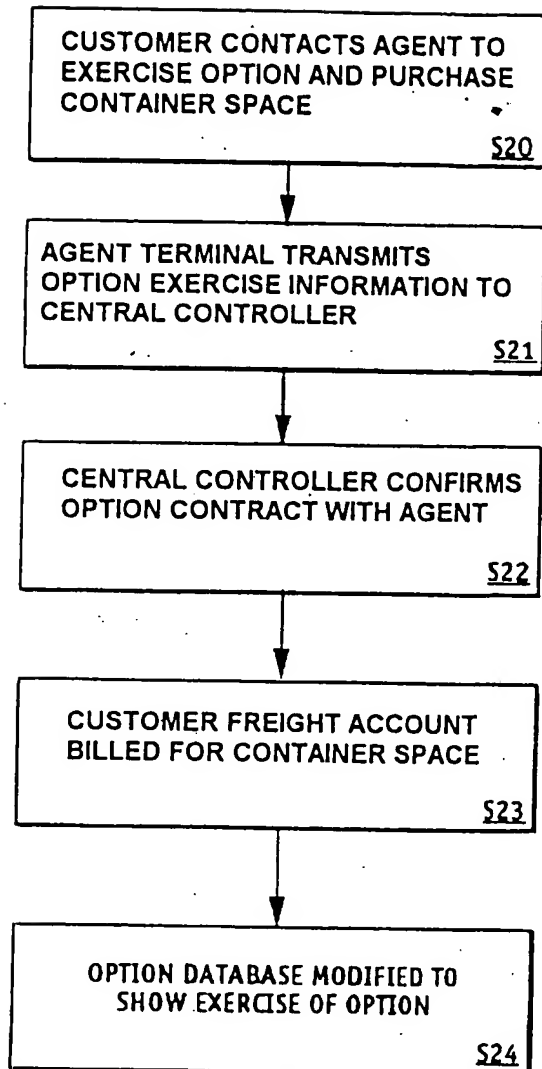 CUSTOMER CONTACTS AGENT TO
EXERCISE OPTION AND PURCHASE
CONTAINER SPACE
S20
AGENT TERMINAL TRANSMITS
OPTION EXERCISE INFORMATION TO
CENTRAL CONTROLLER
S21
CENTRAL CONTROLLER CONFIRMS
OPTION CONTRACT WITH AGENT
S22
CUSTOMER FREIGHT ACCOUNT
BILLED FOR CONTAINER SPACE
S23
OPTION DATABASE MODIFIED TO
SHOW EXERCISE OF OPTION
S24